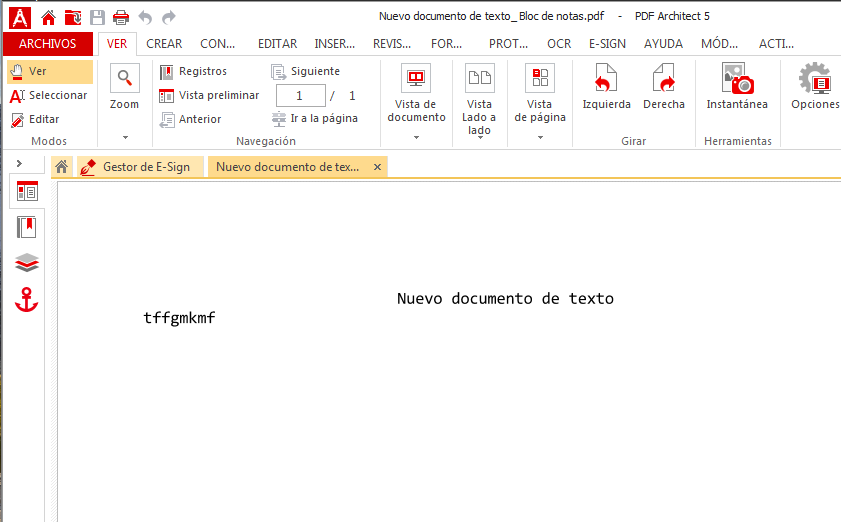 Nuevo documento de texto_ Bloc de notas.pdf - PDF Architect 5
ARCHIVOS VER CREAR CON... EDITAR INSER... REVIS... FOR... PROT... OCR E-SIGN AYUDA MÓD... ACTI...
Ver
Seleccionar
Editar
Modos
Zoom
Registros
Vista preliminar
Anterior
Siguiente
1 / 1
Ir a la página
Navegación
Vista de
documento
Vista
Lado a
lado
Vista
de página
Izquierda
Derecha
Girar
Instantánea
Herramientas
Opciones
Gestor de E-Sign
Nuevo documento de tex... ×
Nuevo documento de texto
tffgmkmf